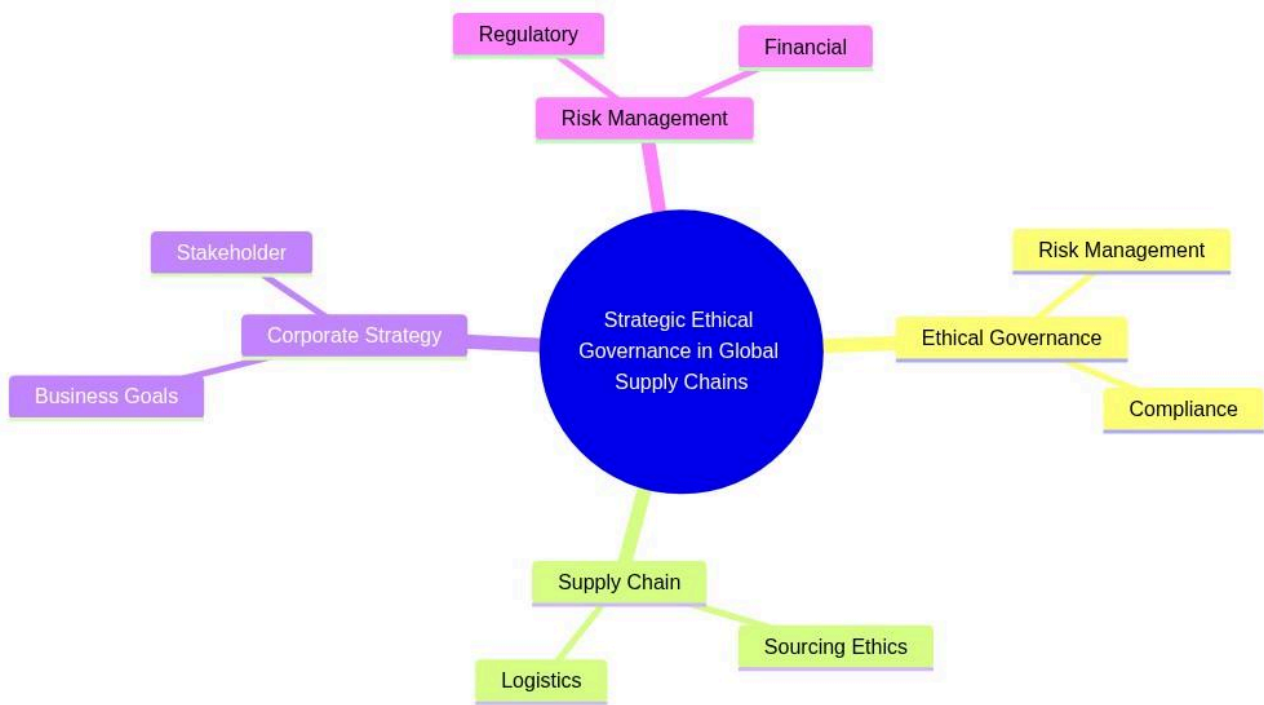 Regulatory
Financial
Risk Management
Stakeholder
Corporate Strategy
Business Goals
Strategic Ethical
Governance in Global
Supply Chains
Risk Management
Ethical Governance
Compliance
Supply Chain
Sourcing Ethics
Logistics